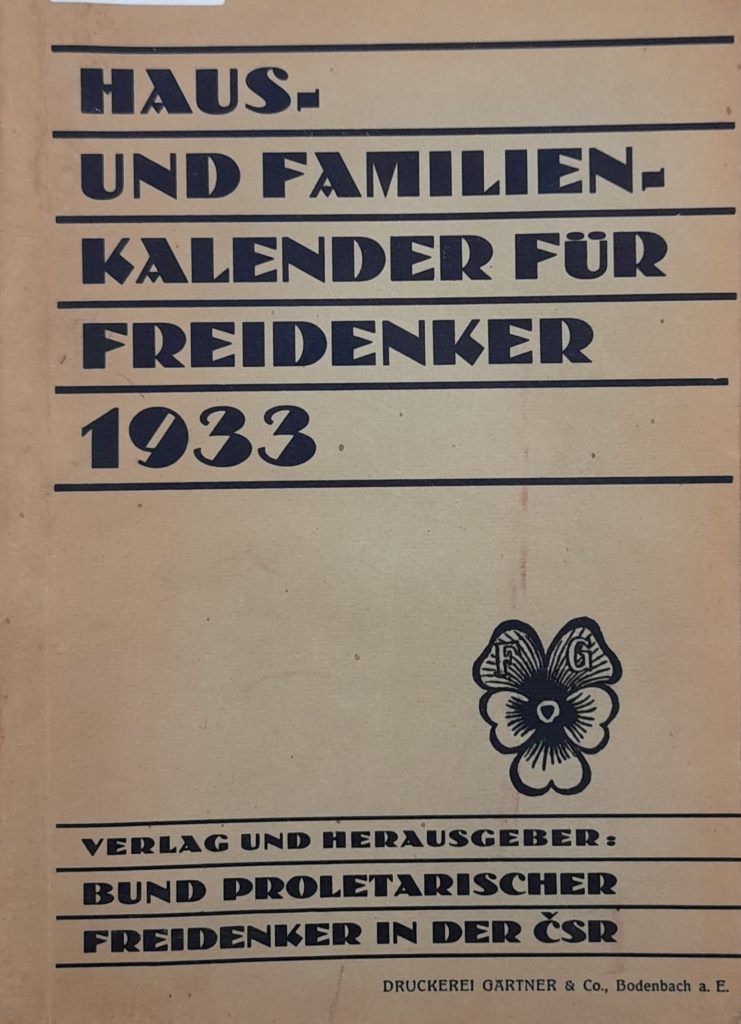 HAUS-
UND FAMILIEN-
KALENDER FÜR
FREIDENKER
1933
F G
VERLAG UND HERAUSGEBER:
BUND PROLETARISCHER
FREIDENKER IN DER ČSR
DRUCKEREI GÄRTNER & Co., Bodenbach a. E.